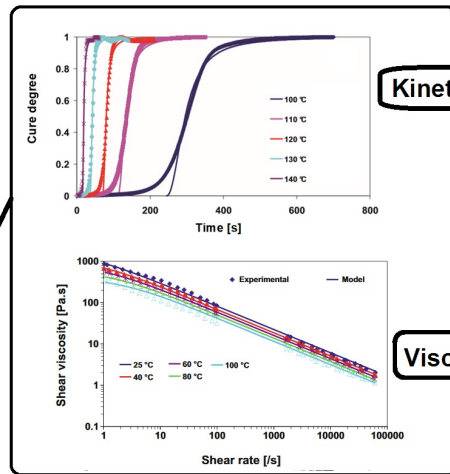 Cure degree
1
0.8
0.6
0.4
0.2
0
100 ℃
110 ℃
120 ℃
130 ℃
140 ℃
0 200 400 600 800
Time [s]
Kinet
Shear viscosity [Pa.s]
1000
100
10
1
0.1
Experimental Model
25 °C 60 °C 100 °C
40 °C 80 °C
1 10 100 1000 10000 100000
Shear rate [/s]
Visc